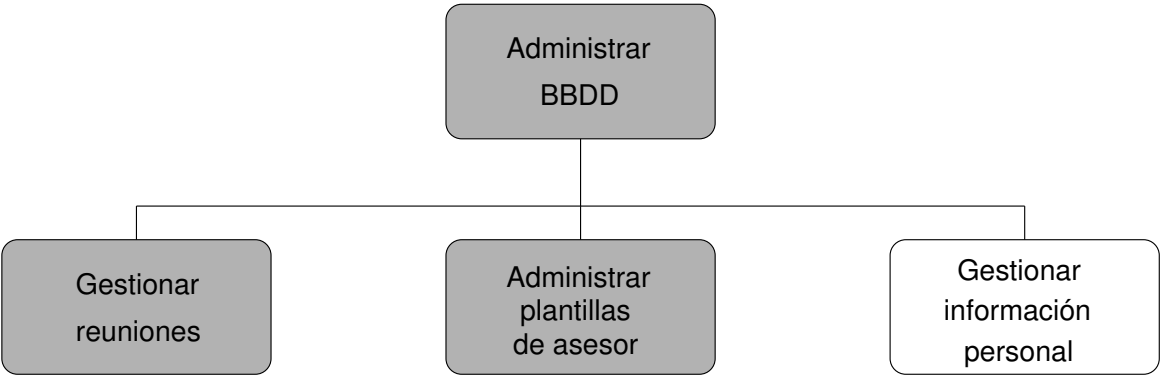 Administrar
BBDD
Gestionar
reuniones
Administrar
plantillas
de asesor
Gestionar
información
personal